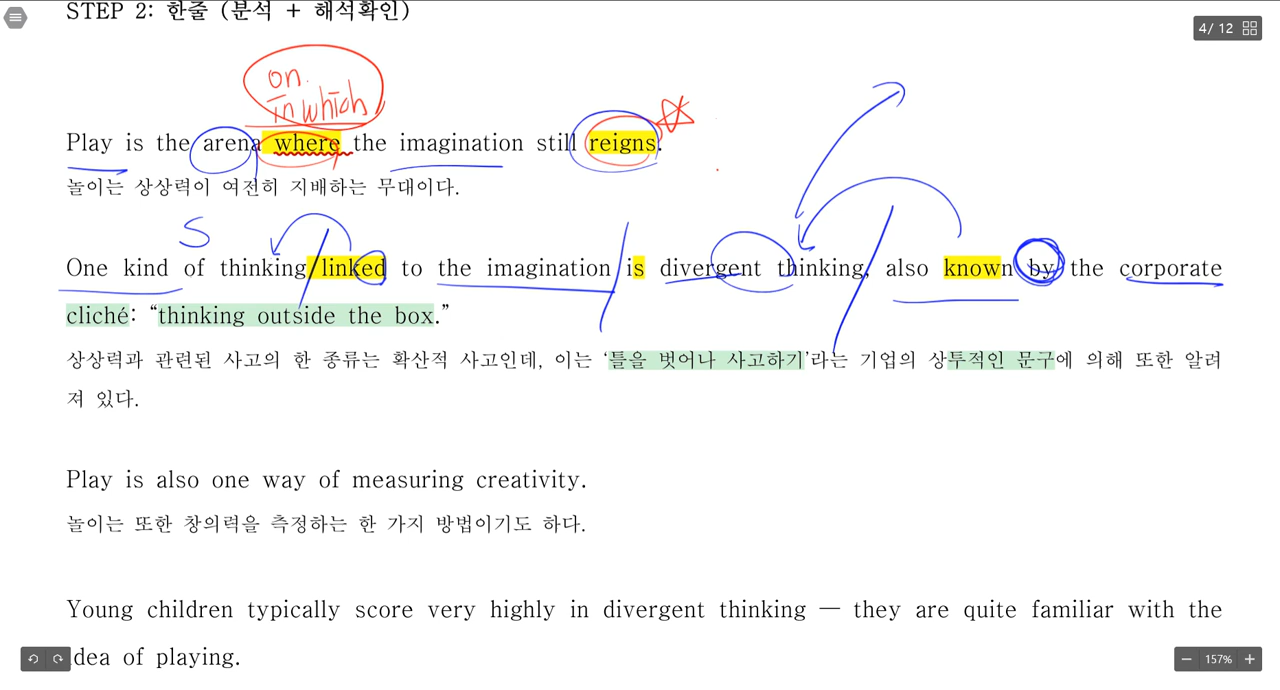 STEP 2: 한줄 (분석 + 해석확인)
4/ 12
on
in which
Play is the arena where the imagination still reigns.
놀이는 상상력이 여전히 지배하는 무대이다.
S
One kind of thinking linked to the imagination is divergent thinking, also known by the corporate
cliché: “thinking outside the box.”
상상력과 관련된 사고의 한 종류는 확산적 사고인데, 이는 ‘틀을 벗어나 사고하기’라는 기업의 상투적인 문구에 의해 또한 알려
져 있다.
Play is also one way of measuring creativity.
놀이는 또한 창의력을 측정하는 한 가지 방법이기도 하다.
Young children typically score very highly in divergent thinking — they are quite familiar with the
idea of playing.
157%